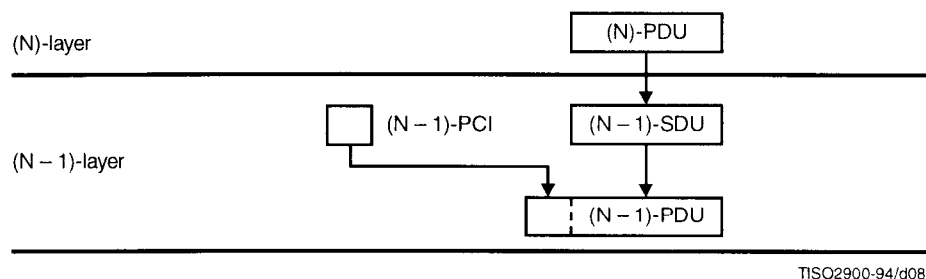 (N)-layer
(N)-PDU
(N – 1)-PCI
(N – 1)-SDU
(N – 1)-layer
(N – 1)-PDU
TISO2900-94/d08